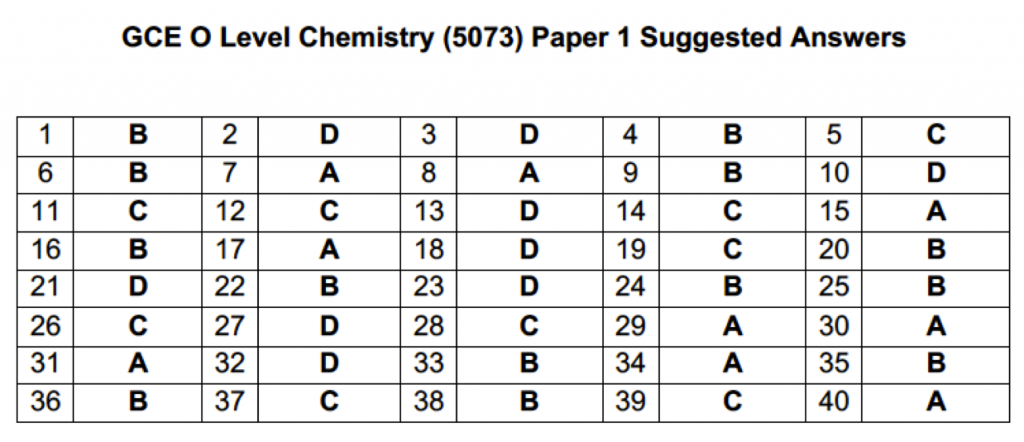 GCE O Level Chemistry (5073) Paper 1 Suggested Answers
1 B 2 D 3 D 4 B 5 C
6 B 7 A 8 A 9 B 10 D
11 C 12 C 13 D 14 C 15 A
16 B 17 A 18 D 19 C 20 B
21 D 22 B 23 D 24 B 25 B
26 C 27 D 28 C 29 A 30 A
31 A 32 D 33 B 34 A 35 B
36 B 37 C 38 B 39 C 40 A